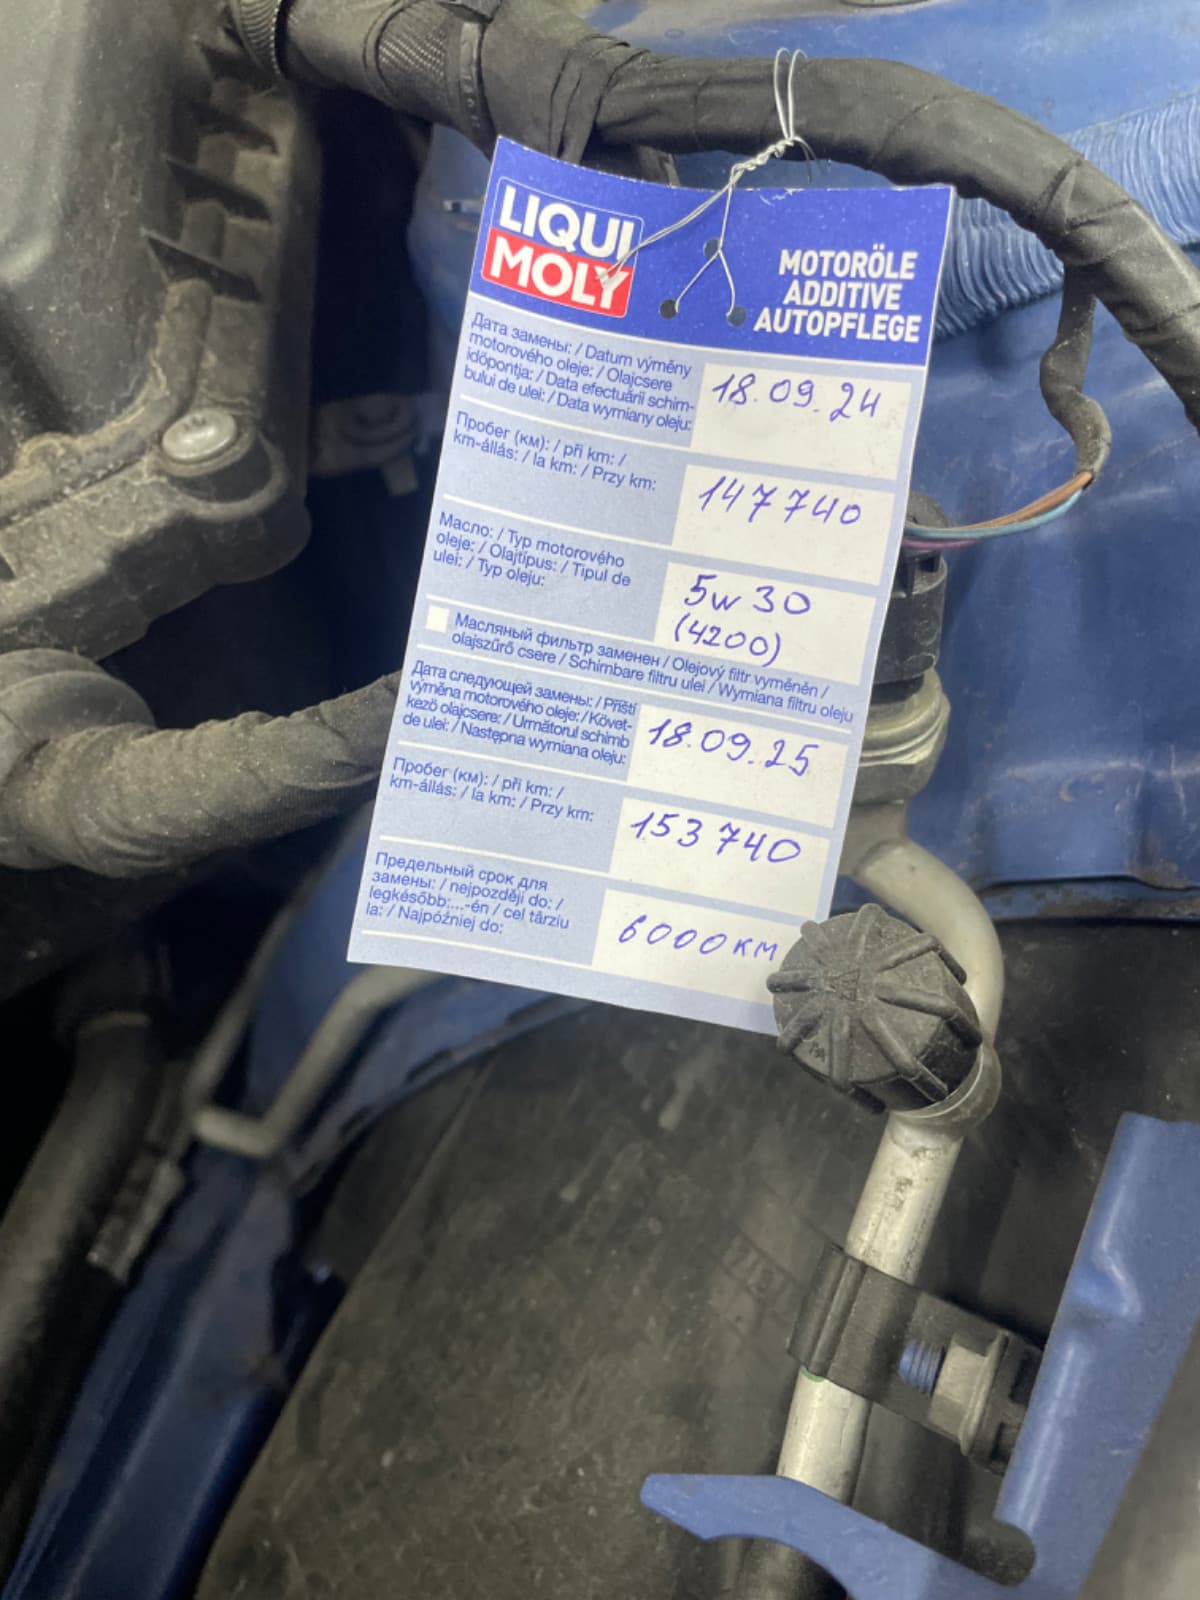 LIQUI
MOLY
MOTORÖLE
ADDITIVE
AUTOPFLEGE
Дата замены: / Datum výměny
motorového oleje: / Olajcsere
időpontja: / Data efectuării schim-
bului de ulei: / Data wymiany oleju:
18.09.24
Пробег (км): / při km: /
km-állás: / la km: / Przy km:
147740
Масло: / Typ motorového
oleje: / Olajtípus: / Tipul de
ulei: / Typ oleju:
5w30
(4200)
Масляный фильтр заменен / Olejový filtr vyměněn /
olajszűrő csere / Schimbare filtru ulei / Wymiana filtru oleju
Дата следующей замены: / Příští
výměna motorového oleje: / Követ-
kező olajcsere: / Următorul schimb
de ulei: / Następna wymiana oleju:
18.09.25
Пробег (км): / při km: /
km-állás: / la km: / Przy km:
153740
Предельный срок для
замены: / nejpozději do: /
legkésőbb:...-én / cel târziu
la: / Najpóźniej do:
6000км